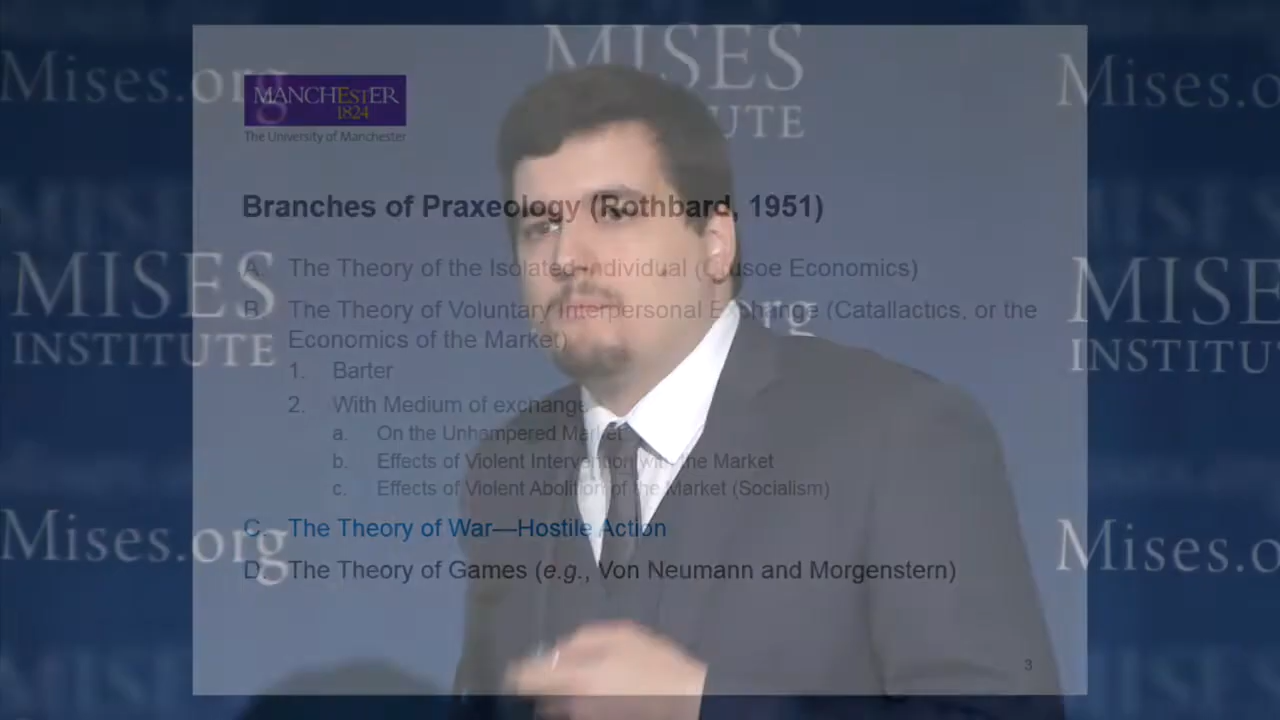 Mises.org
MISES
INSTITUTE
Mises.org
MISES
INSTITUTE
Mises.org
MISES
Mises.org
MANCHEsTER
1824
The University of Manchester
Branches of Praxeology (Rothbard, 1951)
A. The Theory of the Isolated Individual (Crusoe Economics)
B. The Theory of Voluntary Interpersonal Exchange (Catallactics, or the
Economics of the Market)
1. Barter
2. With Medium of exchange
a. On the Unhampered Market
b. Effects of Violent Intervention with the Market
c. Effects of Violent Abolition of the Market (Socialism)
C. The Theory of War—Hostile Action
D. The Theory of Games (e.g., Von Neumann and Morgenstern)
3